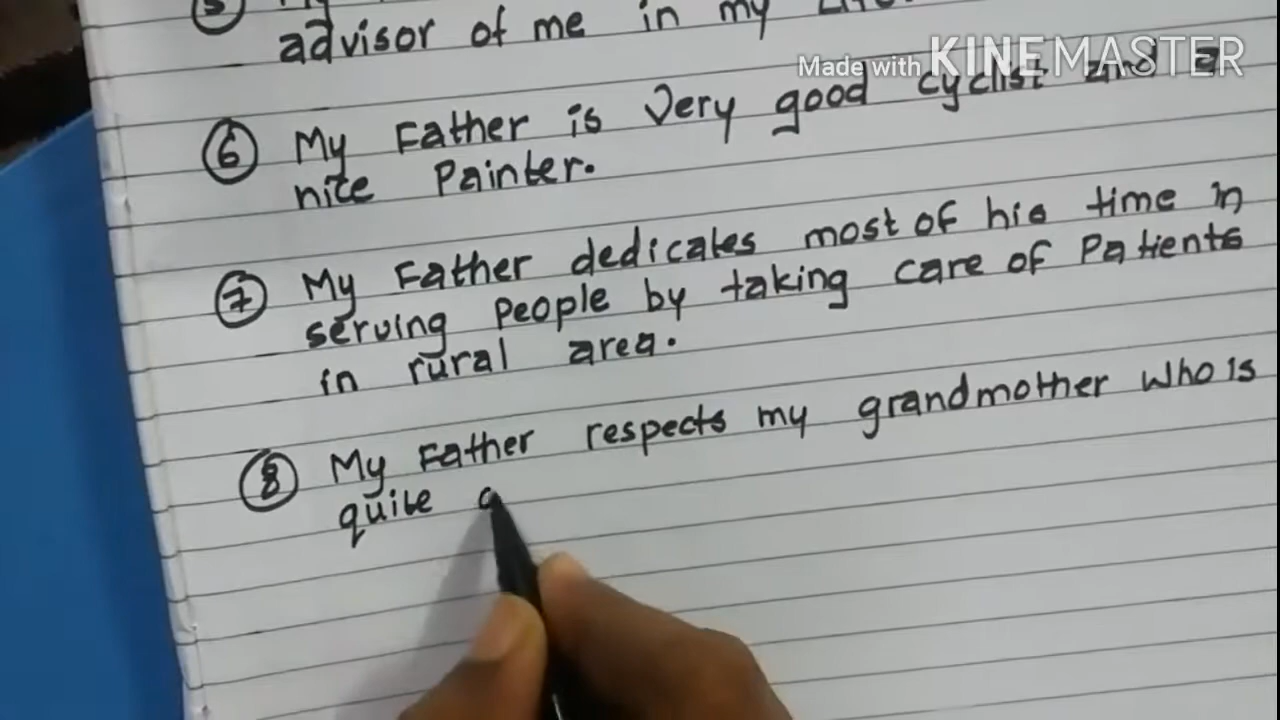 advisor of me in my
Made with KINEMASTER
6 My Father is very good cyclist and a
nice Painter.
7 My Father dedicates most of his time in
serving People by taking care of Patients
in rural area.
8 My Father respects my grandmother who is
quite